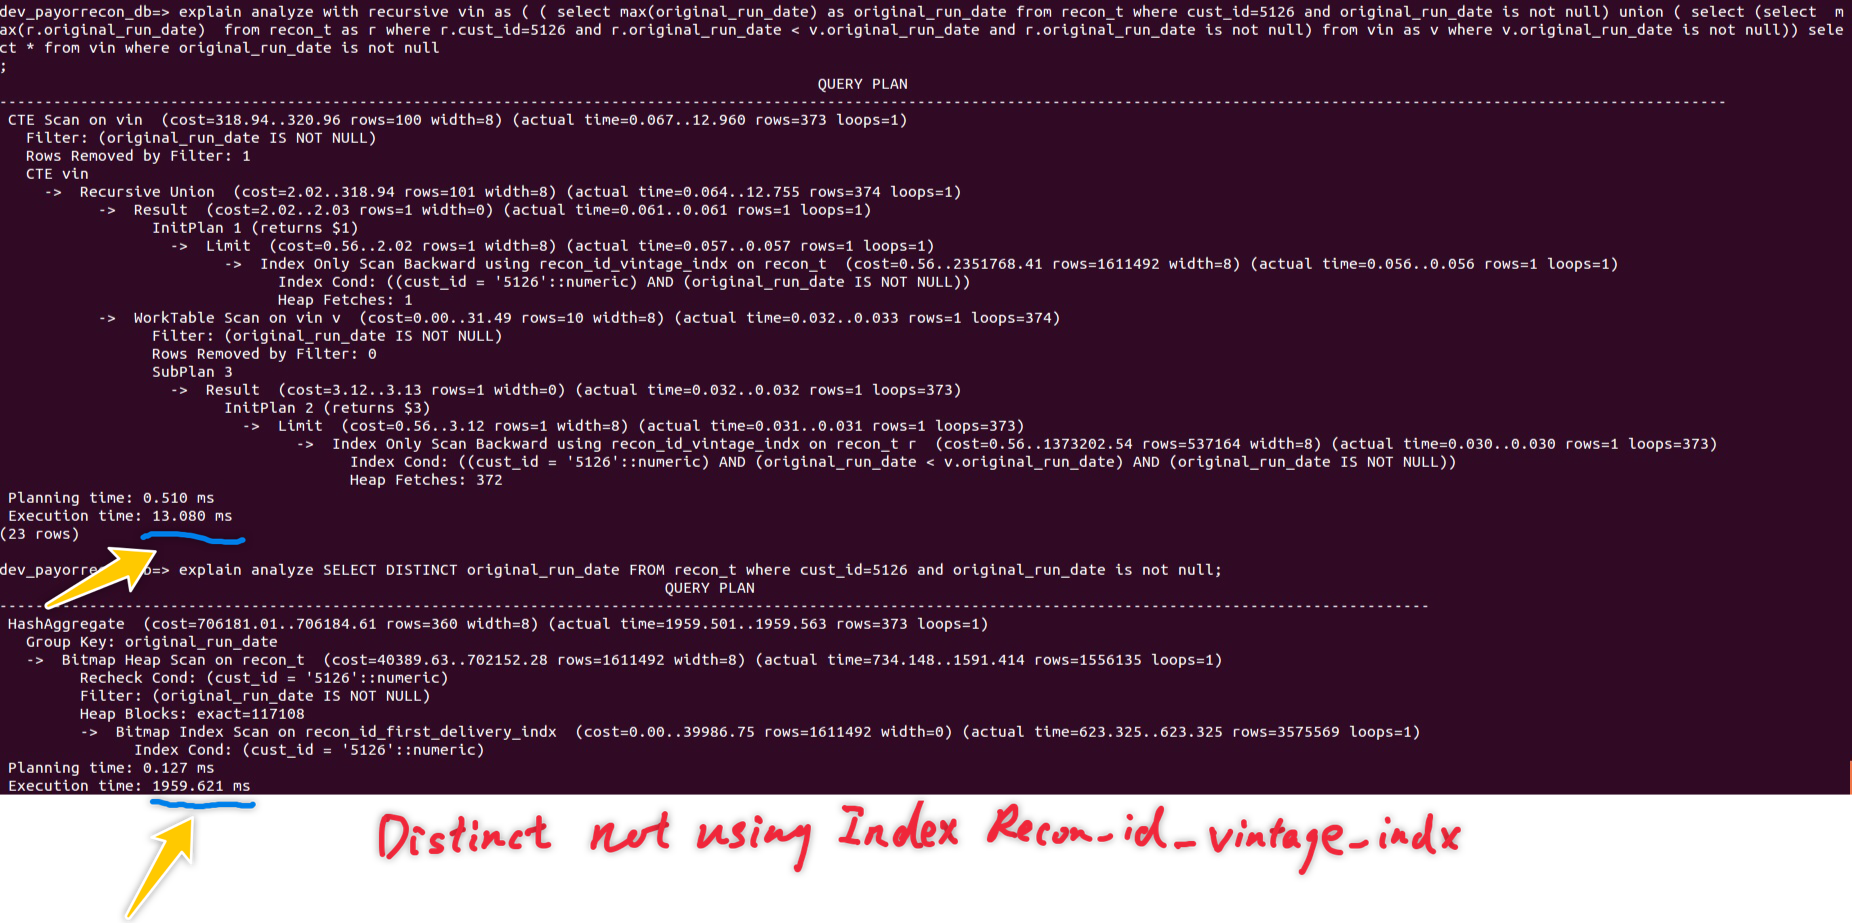 dev_payorrecon_db=> explain analyze with recursive vin as ( ( select max(original_run_date) as original_run_date from recon_t where cust_id=5126 and original_run_date is not null) union ( select (select  m
ax(r.original_run_date)  from recon_t as r where r.cust_id=5126 and r.original_run_date < v.original_run_date and r.original_run_date is not null) from vin as v where v.original_run_date is not null)) sele
ct * from vin where original_run_date is not null
;
QUERY PLAN
CTE Scan on vin  (cost=318.94..320.96 rows=100 width=8) (actual time=0.067..12.960 rows=373 loops=1)
Filter: (original_run_date IS NOT NULL)
Rows Removed by Filter: 1
CTE vin
->  Recursive Union  (cost=2.02..318.94 rows=101 width=8) (actual time=0.064..12.755 rows=374 loops=1)
->  Result  (cost=2.02..2.03 rows=1 width=0) (actual time=0.061..0.061 rows=1 loops=1)
InitPlan 1 (returns $1)
->  Limit  (cost=0.56..2.02 rows=1 width=8) (actual time=0.057..0.057 rows=1 loops=1)
->  Index Only Scan Backward using recon_id_vintage_indx on recon_t  (cost=0.56..2351768.41 rows=1611492 width=8) (actual time=0.056..0.056 rows=1 loops=1)
Index Cond: ((cust_id = '5126'::numeric) AND (original_run_date IS NOT NULL))
Heap Fetches: 1
->  WorkTable Scan on vin v  (cost=0.00..31.49 rows=10 width=8) (actual time=0.032..0.033 rows=1 loops=374)
Filter: (original_run_date IS NOT NULL)
Rows Removed by Filter: 0
SubPlan 3
->  Result  (cost=3.12..3.13 rows=1 width=0) (actual time=0.032..0.032 rows=1 loops=373)
InitPlan 2 (returns $3)
->  Limit  (cost=0.56..3.12 rows=1 width=8) (actual time=0.031..0.031 rows=1 loops=373)
->  Index Only Scan Backward using recon_id_vintage_indx on recon_t r  (cost=0.56..1373202.54 rows=537164 width=8) (actual time=0.030..0.030 rows=1 loops=373)
Index Cond: ((cust_id = '5126'::numeric) AND (original_run_date < v.original_run_date) AND (original_run_date IS NOT NULL))
Heap Fetches: 372
Planning time: 0.510 ms
Execution time: 13.080 ms
(23 rows)
dev_payorrec b=> explain analyze SELECT DISTINCT original_run_date FROM recon_t where cust_id=5126 and original_run_date is not null;
QUERY PLAN
HashAggregate  (cost=706181.01..706184.61 rows=360 width=8) (actual time=1959.501..1959.563 rows=373 loops=1)
Group Key: original_run_date
->  Bitmap Heap Scan on recon_t  (cost=40389.63..702152.28 rows=1611492 width=8) (actual time=734.148..1591.414 rows=1556135 loops=1)
Recheck Cond: (cust_id = '5126'::numeric)
Filter: (original_run_date IS NOT NULL)
Heap Blocks: exact=117108
->  Bitmap Index Scan on recon_id_first_delivery_indx  (cost=0.00..39986.75 rows=1611492 width=0) (actual time=623.325..623.325 rows=3575569 loops=1)
Index Cond: (cust_id = '5126'::numeric)
Planning time: 0.127 ms
Execution time: 1959.621 ms
Distinct not using Index Recon_id_vintage_indx